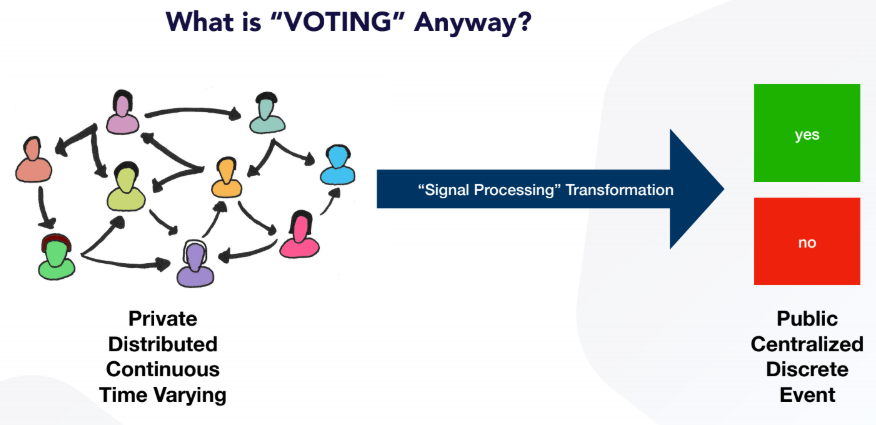 What is “VOTING” Anyway?
“Signal Processing” Transformation
yes
no
Private
Distributed
Continuous
Time Varying
Public
Centralized
Discrete
Event